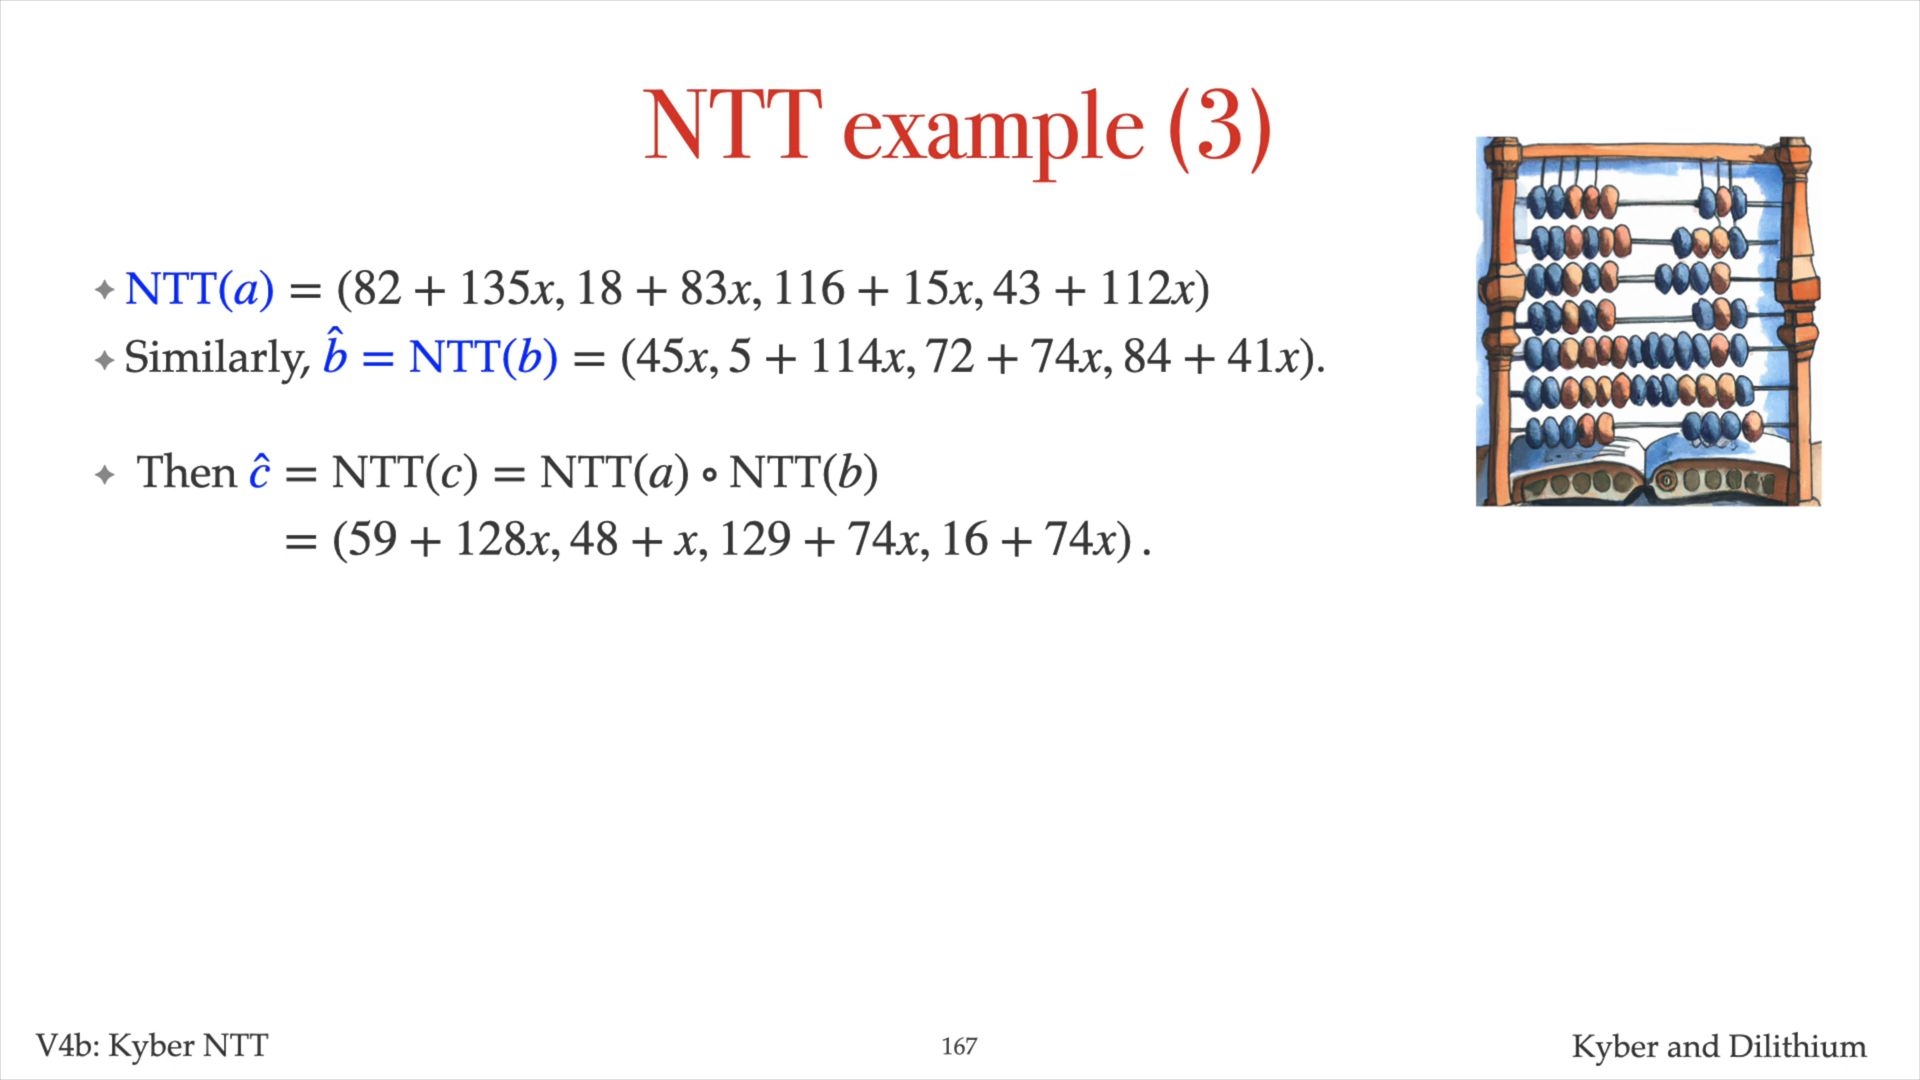 NTT example (3)
NTT(a) = (82 + 135x, 18 + 83x, 116 + 15x, 43 + 112x)
Similarly, b̂ = NTT(b) = (45x, 5 + 114x, 72 + 74x, 84 + 41x).
Then ĉ = NTT(c) = NTT(a) ∘ NTT(b)
= (59 + 128x, 48 + x, 129 + 74x, 16 + 74x) .
V4b: Kyber NTT
167
Kyber and Dilithium